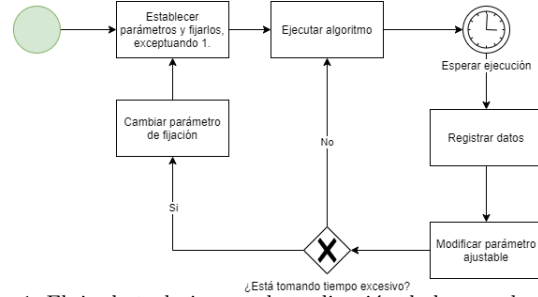 Establecer
parámetros y fijarlos,
exceptuando 1.
Ejecutar algoritmo
Esperar ejecución
Cambiar parámetro
de fijación
No
Registrar datos
Si
Modificar parámetro
ajustable
¿Está tomando tiempo excesivo?